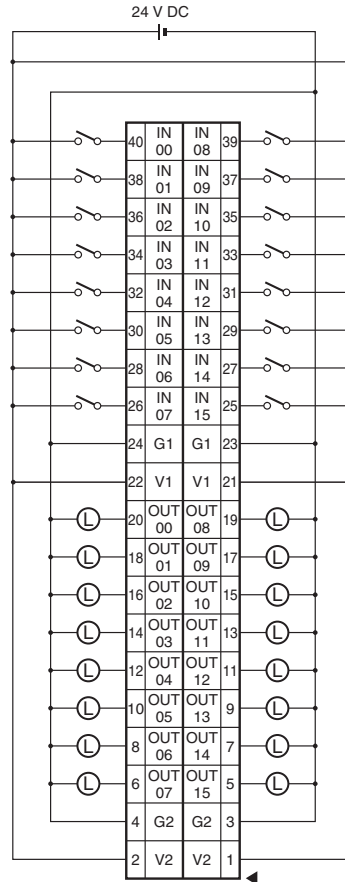 24 V DC
40 IN 00 IN 08 39
38 IN 01 IN 09 37
36 IN 02 IN 10 35
34 IN 03 IN 11 33
32 IN 04 IN 12 31
30 IN 05 IN 13 29
28 IN 06 IN 14 27
26 IN 07 IN 15 25
24 G1 G1 23
22 V1 V1 21
L 20 OUT 00 OUT 08 19 L
L 18 OUT 01 OUT 09 17 L
L 16 OUT 02 OUT 10 15 L
L 14 OUT 03 OUT 11 13 L
L 12 OUT 04 OUT 12 11 L
L 10 OUT 05 OUT 13 9 L
L 8 OUT 06 OUT 14 7 L
L 6 OUT 07 OUT 15 5 L
4 G2 G2 3
2 V2 V2 1